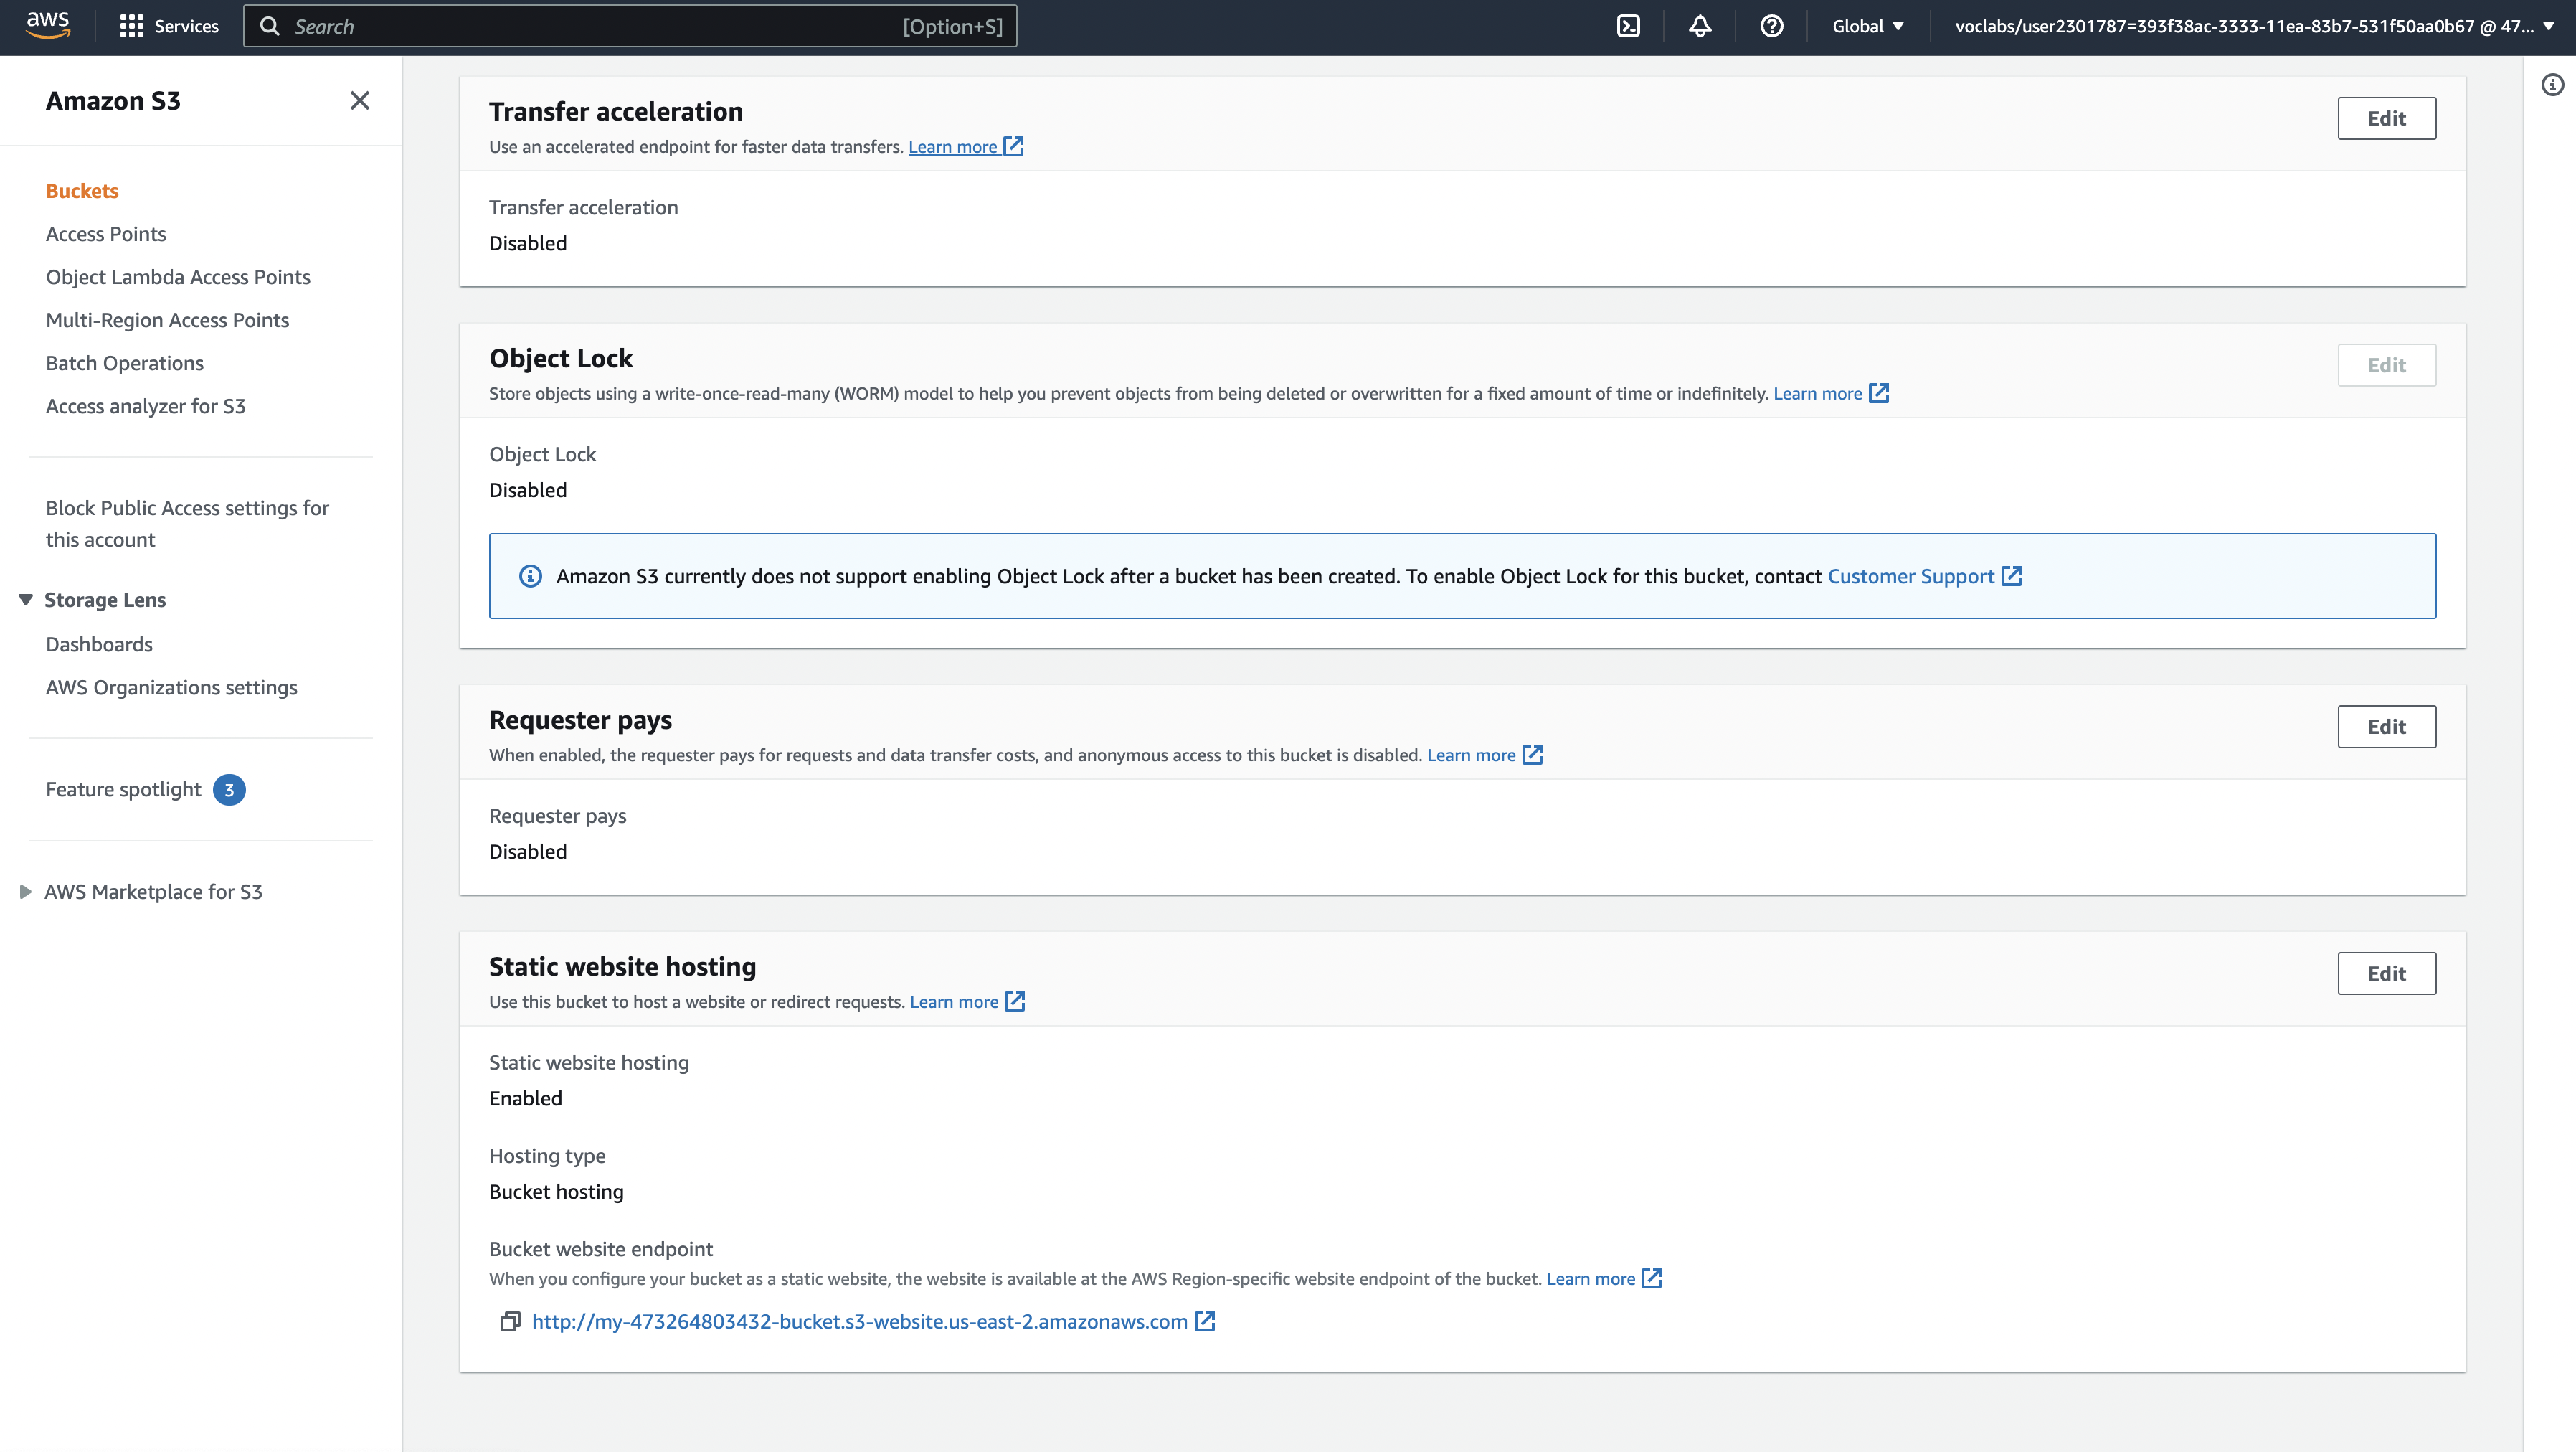 aws
Services
Search
[Option+S]
Global
voclabs/user2301787=393f38ac-3333-11ea-83b7-531f50aa0b67 @ 47...
Amazon S3
Buckets
Access Points
Object Lambda Access Points
Multi-Region Access Points
Batch Operations
Access analyzer for S3
Block Public Access settings for
this account
Storage Lens
Dashboards
AWS Organizations settings
Feature spotlight 3
AWS Marketplace for S3
Transfer acceleration
Edit
Use an accelerated endpoint for faster data transfers. Learn more
Transfer acceleration
Disabled
Object Lock
Edit
Store objects using a write-once-read-many (WORM) model to help you prevent objects from being deleted or overwritten for a fixed amount of time or indefinitely. Learn more
Object Lock
Disabled
Amazon S3 currently does not support enabling Object Lock after a bucket has been created. To enable Object Lock for this bucket, contact Customer Support
Requester pays
Edit
When enabled, the requester pays for requests and data transfer costs, and anonymous access to this bucket is disabled. Learn more
Requester pays
Disabled
Static website hosting
Edit
Use this bucket to host a website or redirect requests. Learn more
Static website hosting
Enabled
Hosting type
Bucket hosting
Bucket website endpoint
When you configure your bucket as a static website, the website is available at the AWS Region-specific website endpoint of the bucket. Learn more
http://my-473264803432-bucket.s3-website.us-east-2.amazonaws.com